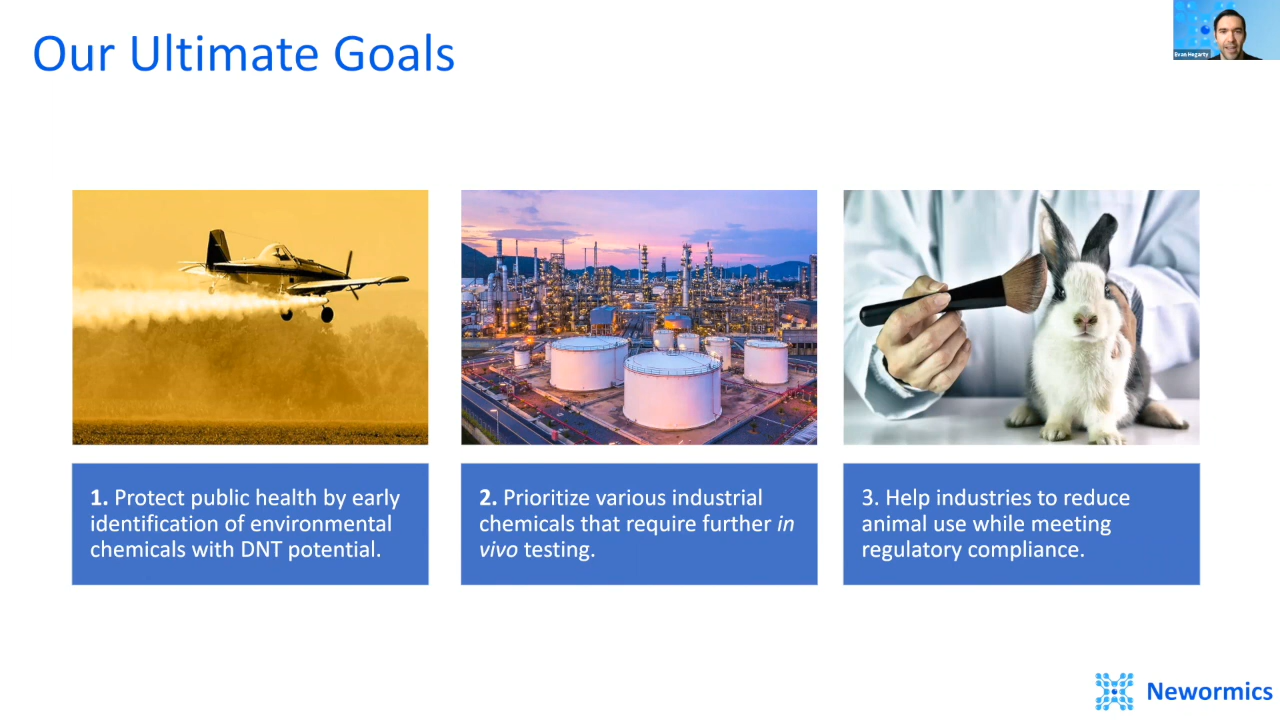 Our Ultimate Goals
Evan Hegarty
1. Protect public health by early
identification of environmental
chemicals with DNT potential.
2. Prioritize various industrial
chemicals that require further in
vivo testing.
3. Help industries to reduce
animal use while meeting
regulatory compliance.
Newormics